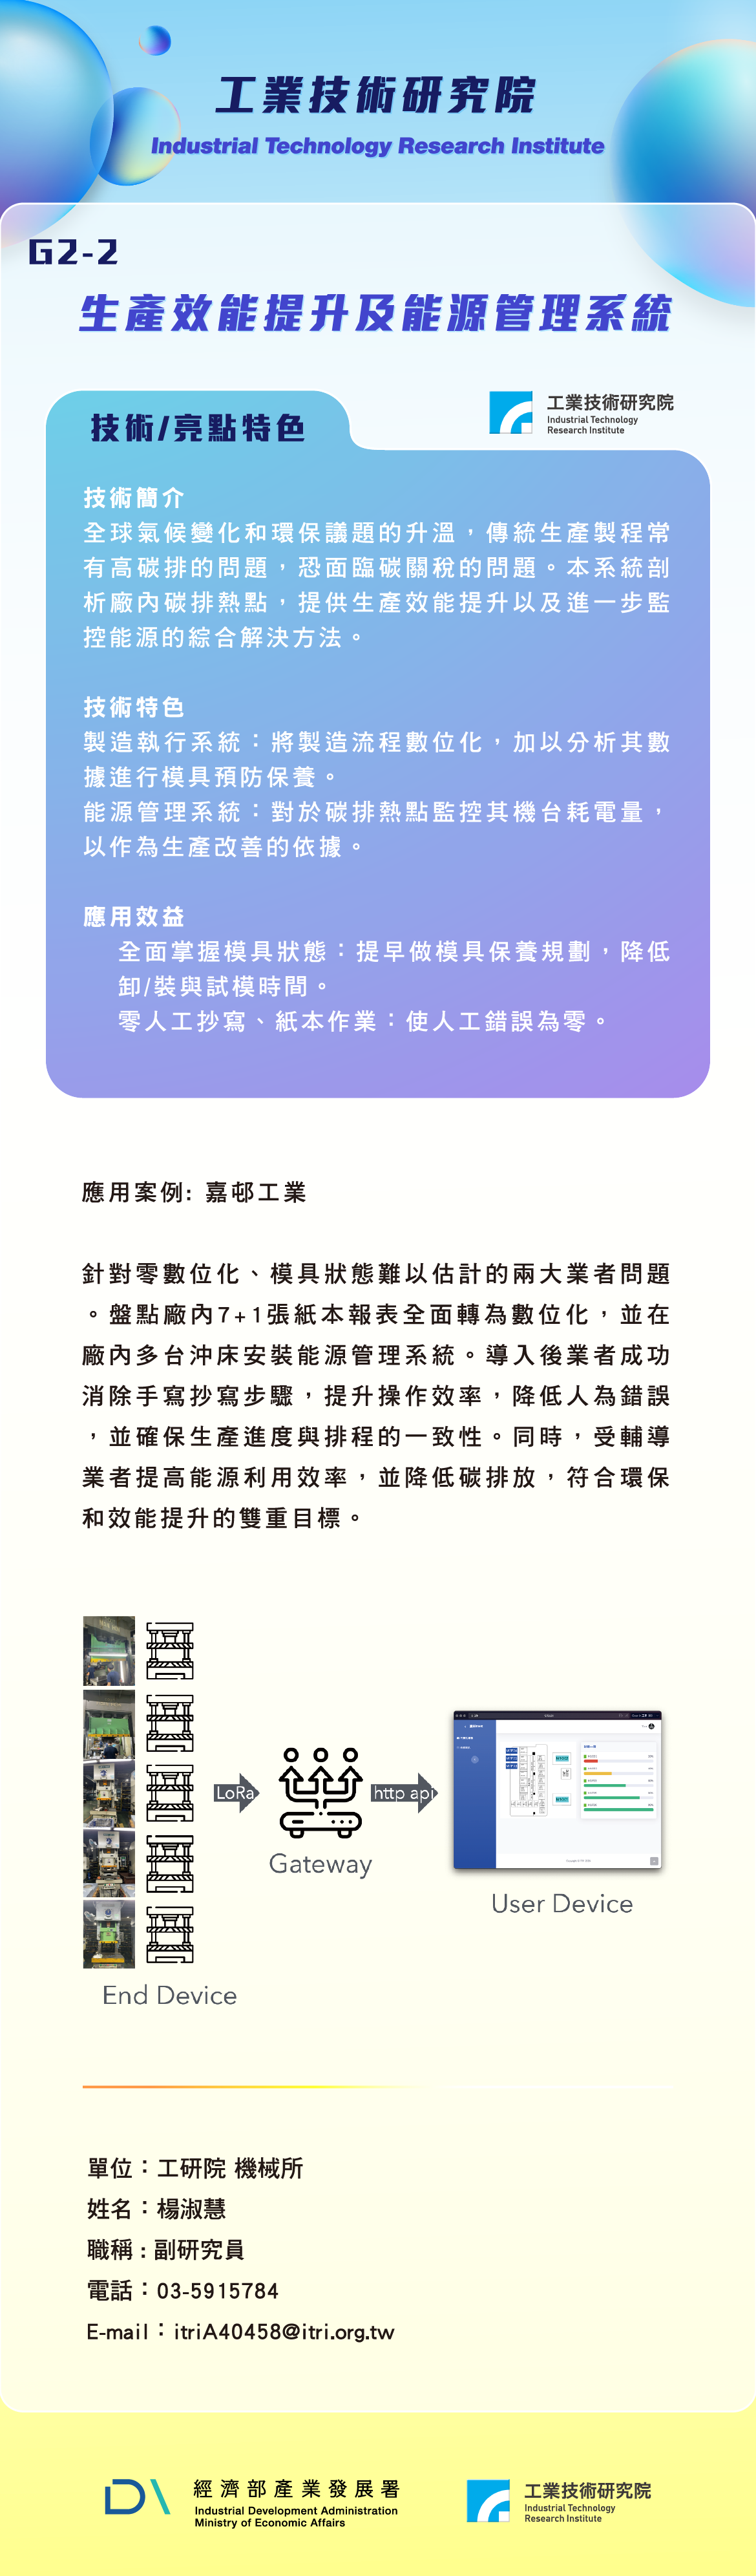 工業技術研究院
Industrial Technology Research Institute
G2-2
生產效能提升及能源管理系統
技術/亮點特色
工業技術研究院
Industrial Technology
Research Institute
技術簡介
全球氣候變化和環保議題的升溫，傳統生產製程常
有高碳排的問題，恐面臨碳關稅的問題。本系統剖
析廠內碳排熱點，提供生產效能提升以及進一步監
控能源的綜合解決方法。
技術特色
製造執行系統：將製造流程數位化，加以分析其數
據進行模具預防保養。
能源管理系統：對於碳排熱點監控其機台耗電量，
以作為生產改善的依據。
應用效益
全面掌握模具狀態：提早做模具保養規劃，降低
卸/裝與試模時間。
零人工抄寫、紙本作業：使人工錯誤為零。
應用案例: 嘉邨工業
針對零數位化、模具狀態難以估計的兩大業者問題
。盤點廠內7+1張紙本報表全面轉為數位化，並在
廠內多台沖床安裝能源管理系統。導入後業者成功
消除手寫抄寫步驟，提升操作效率，降低人為錯誤
，並確保生產進度與排程的一致性。同時，受輔導
業者提高能源利用效率，並降低碳排放，符合環保
和效能提升的雙重目標。
LoRa
http api
Gateway
User Device
End Device
單位：工研院 機械所
姓名：楊淑慧
職稱：副研究員
電話：03-5915784
E-mail：itriA40458@itri.org.tw
經濟部產業發展署
Industrial Development Administration
Ministry of Economic Affairs
工業技術研究院
Industrial Technology
Research Institute